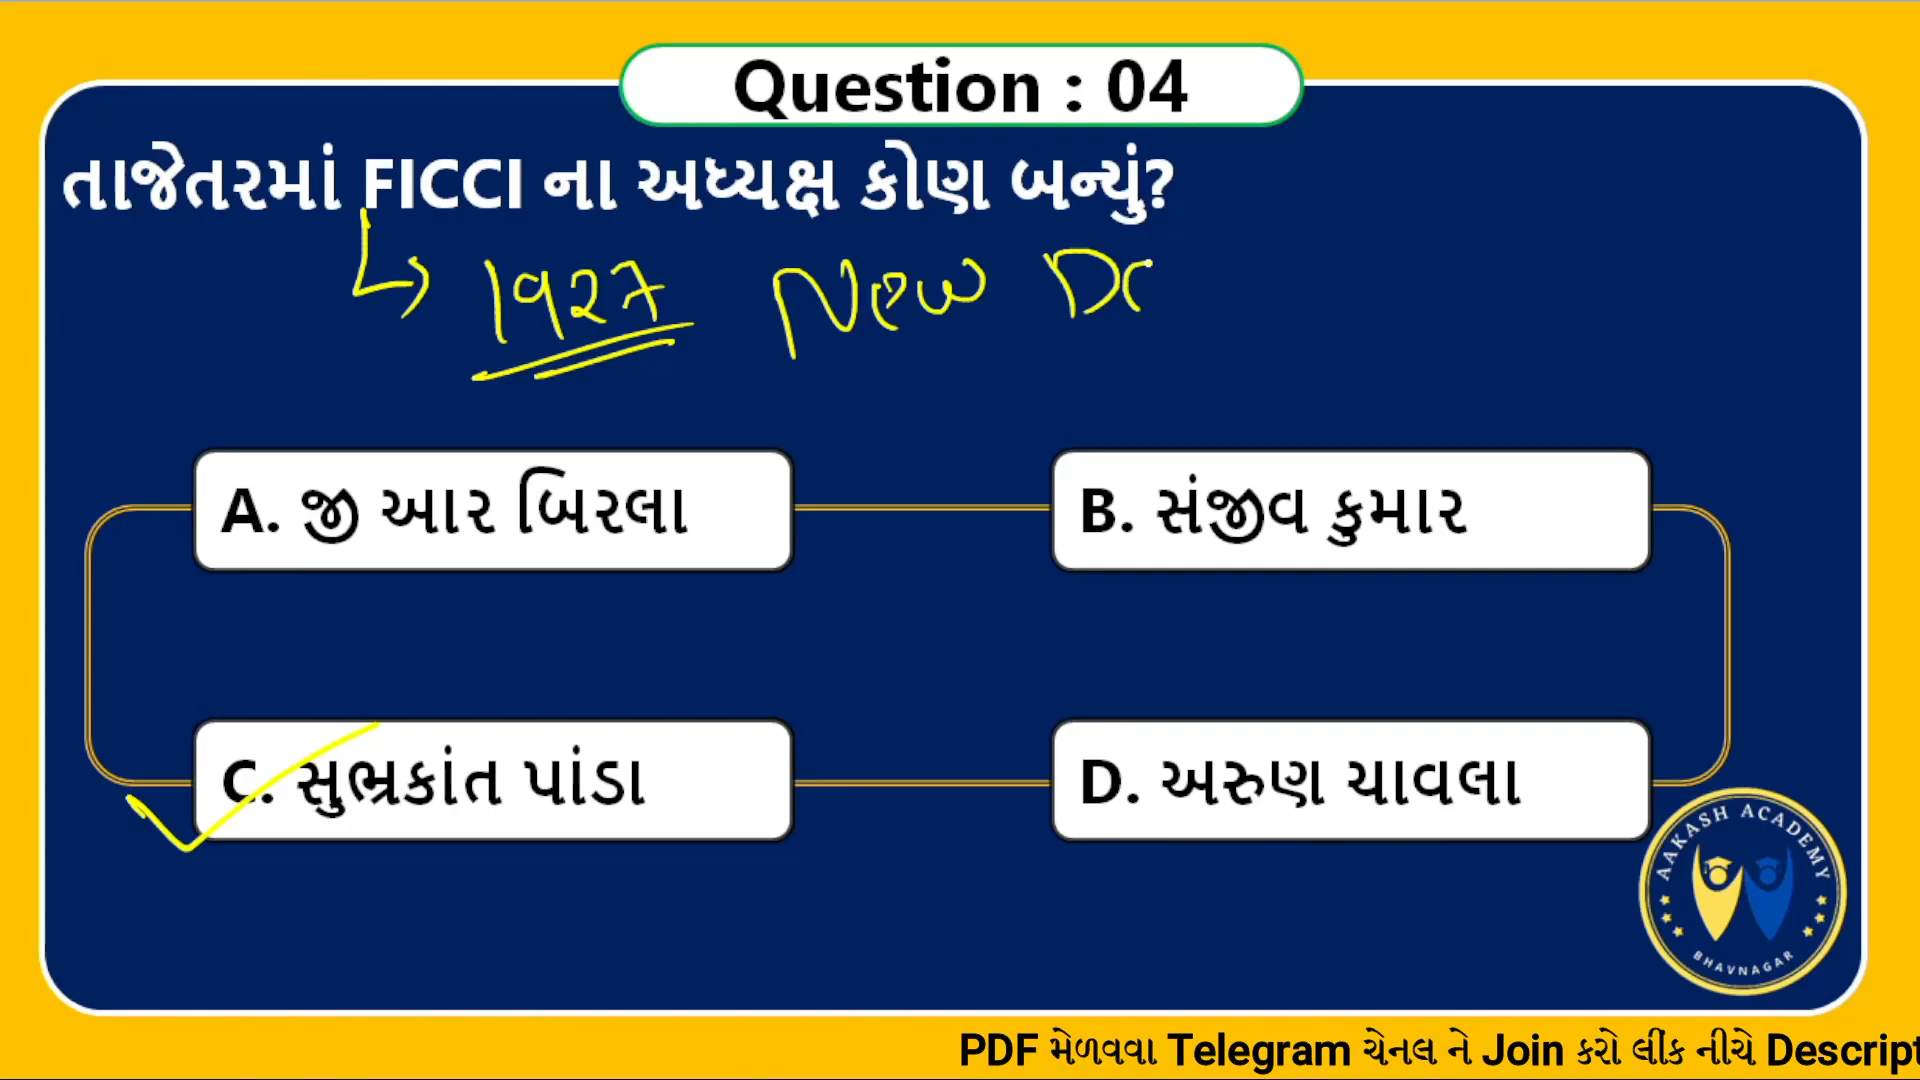 Question : 04
તાજેતરમાં FICCI ના અધ્યક્ષ કોણ બન્યું?
1927 New De
A. જી આર બિરલા
B. સંજીવ કુમાર
C. સુભ્રકાંત પાંડા
D. અરુણ ચાવલા
AAKASH ACADEMY
BHAVNAGAR
PDF મેળવવા Telegram ચેનલ ને Join કરો લીંક નીચે Descript